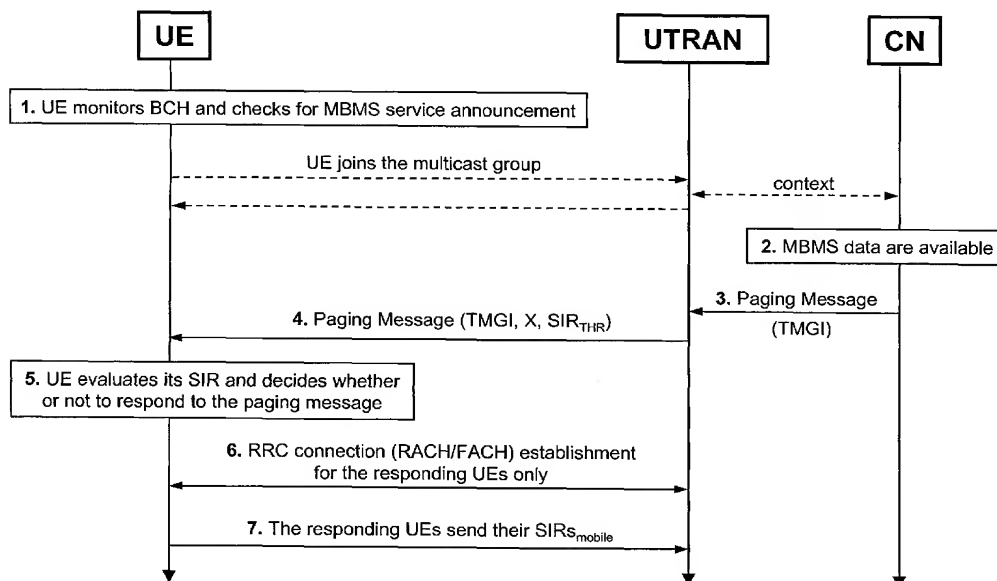 UE
UTRAN
CN
1. UE monitors BCH and checks for MBMS service announcement
UE joins the multicast group
context
2. MBMS data are available
3. Paging Message
(TMGI)
4. Paging Message (TMGI, X, SIRTHR)
5. UE evaluates its SIR and decides whether
or not to respond to the paging message
6. RRC connection (RACH/FACH) establishment
for the responding UEs only
7. The responding UEs send their SIRsmobile